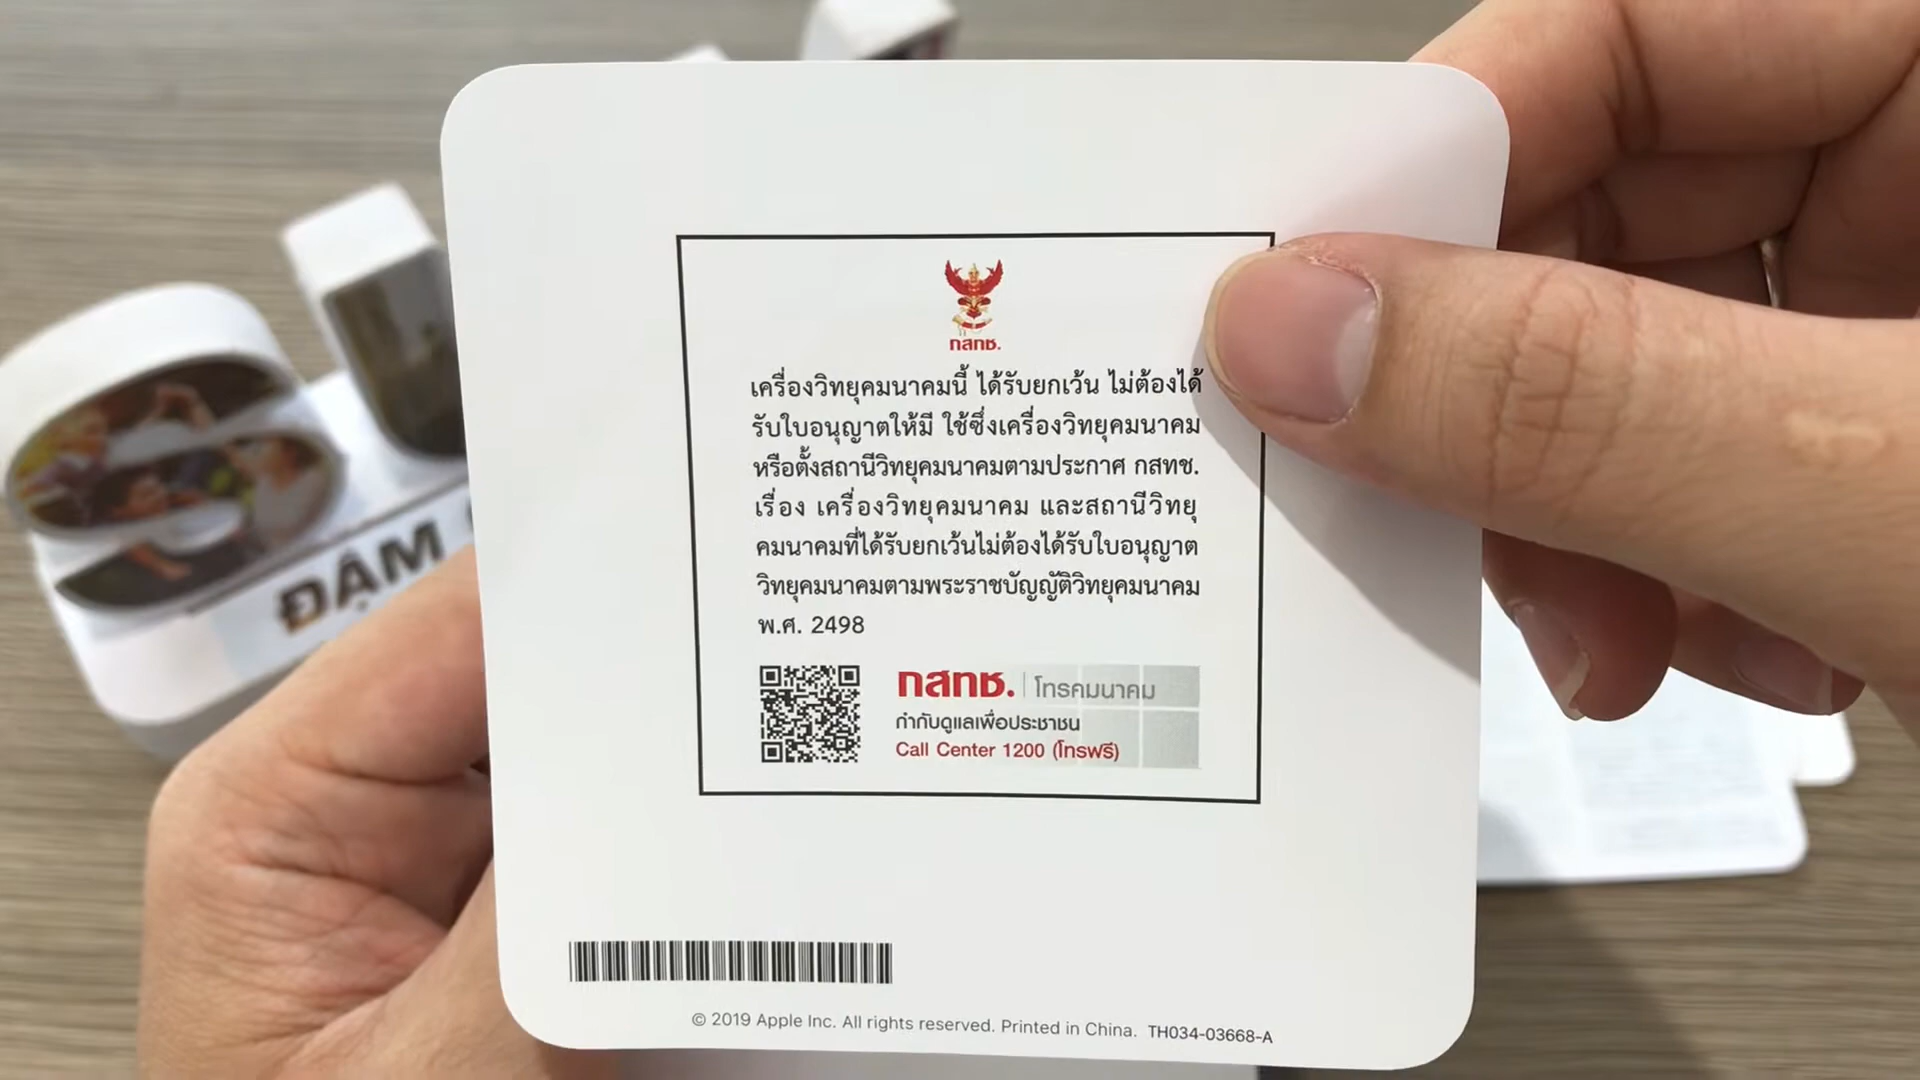 กสทช.
เครื่องวิทยุคมนาคมนี้ ได้รับยกเว้น ไม่ต้องได้
รับใบอนุญาตให้มี ใช้ซึ่งเครื่องวิทยุคมนาคม
หรือตั้งสถานีวิทยุคมนาคมตามประกาศ กสทช.
เรื่อง เครื่องวิทยุคมนาคม และสถานีวิทยุ
คมนาคมที่ได้รับยกเว้นไม่ต้องได้รับใบอนุญาต
วิทยุคมนาคมตามพระราชบัญญัติวิทยุคมนาคม
พ.ศ. 2498
กสทช. | โทรคมนาคม
กำกับดูแลเพื่อประชาชน
Call Center 1200 (โทรฟรี)
© 2019 Apple Inc. All rights reserved. Printed in China. TH034-03668-A
ĐẬM